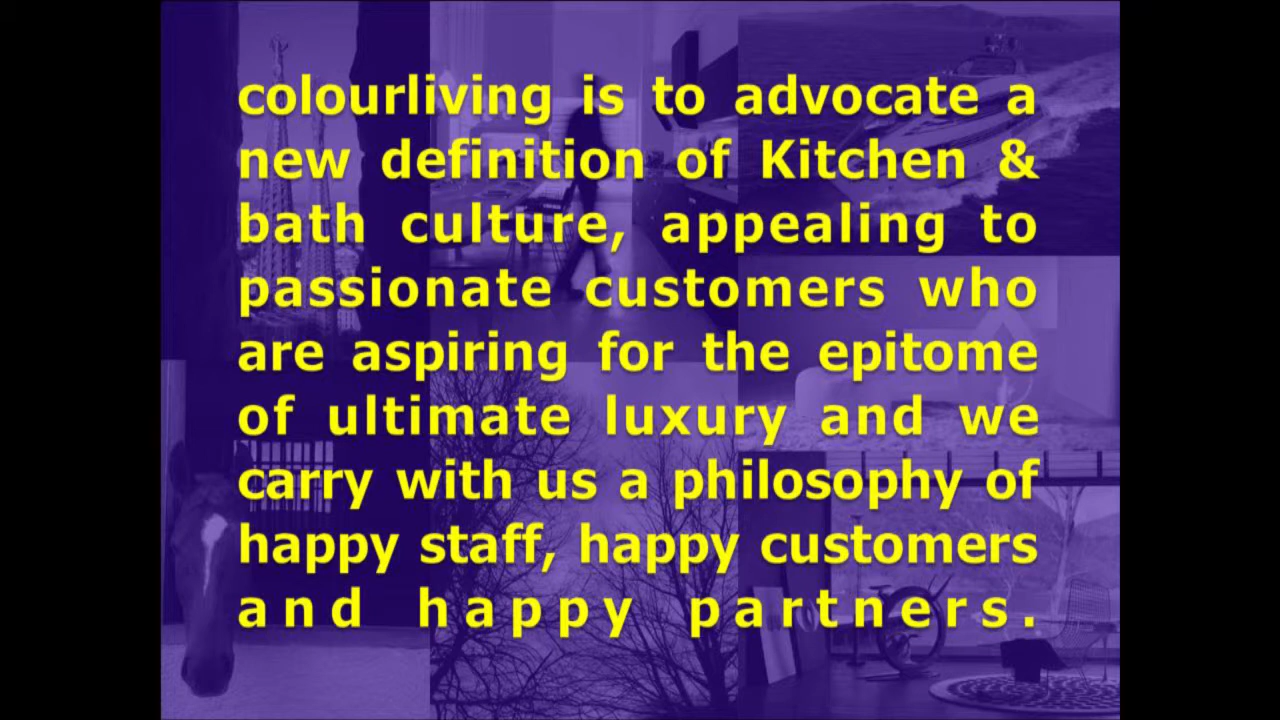 colourliving is to advocate a
new definition of Kitchen &
bath culture, appealing to
passionate customers who
are aspiring for the epitome
of ultimate luxury and we
carry with us a philosophy of
happy staff, happy customers
and happy partners.